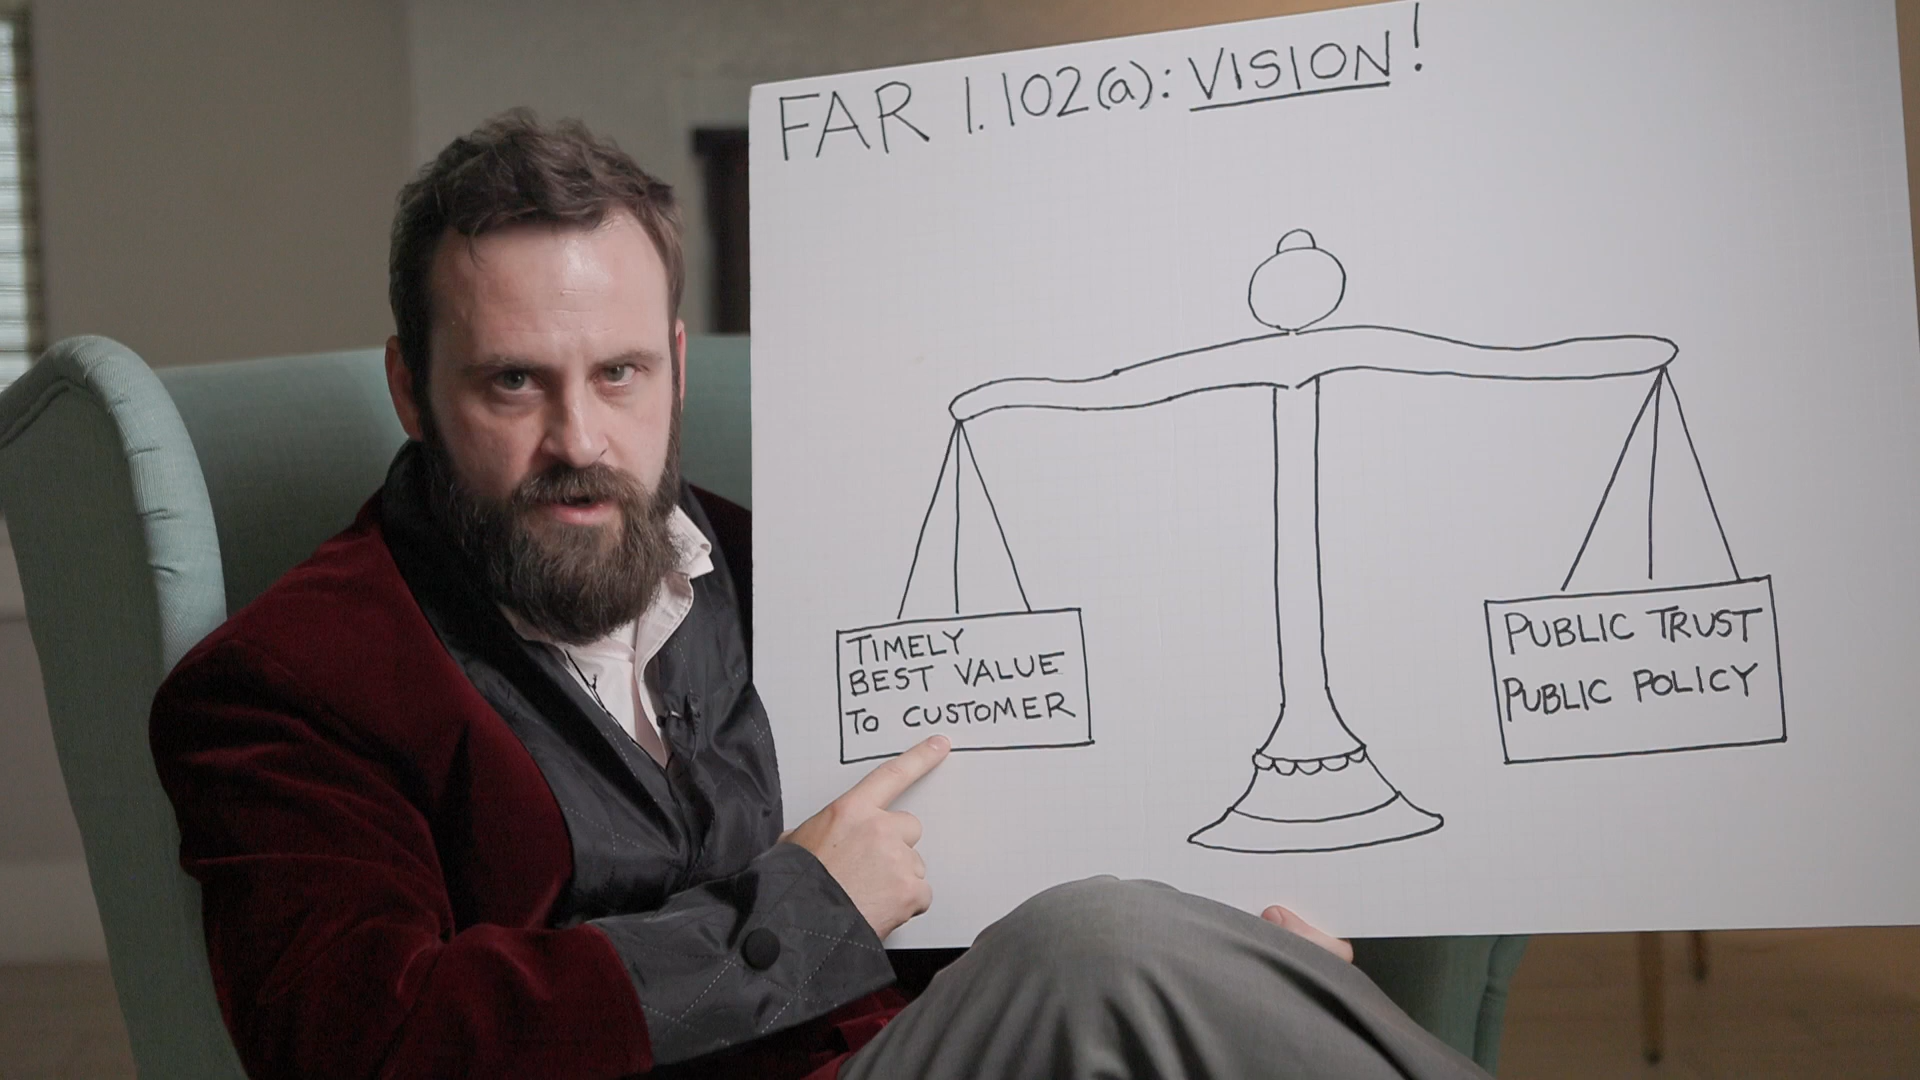 FAR 1.102(a): VISION!
TIMELY
BEST VALUE
TO CUSTOMER
PUBLIC TRUST
PUBLIC POLICY